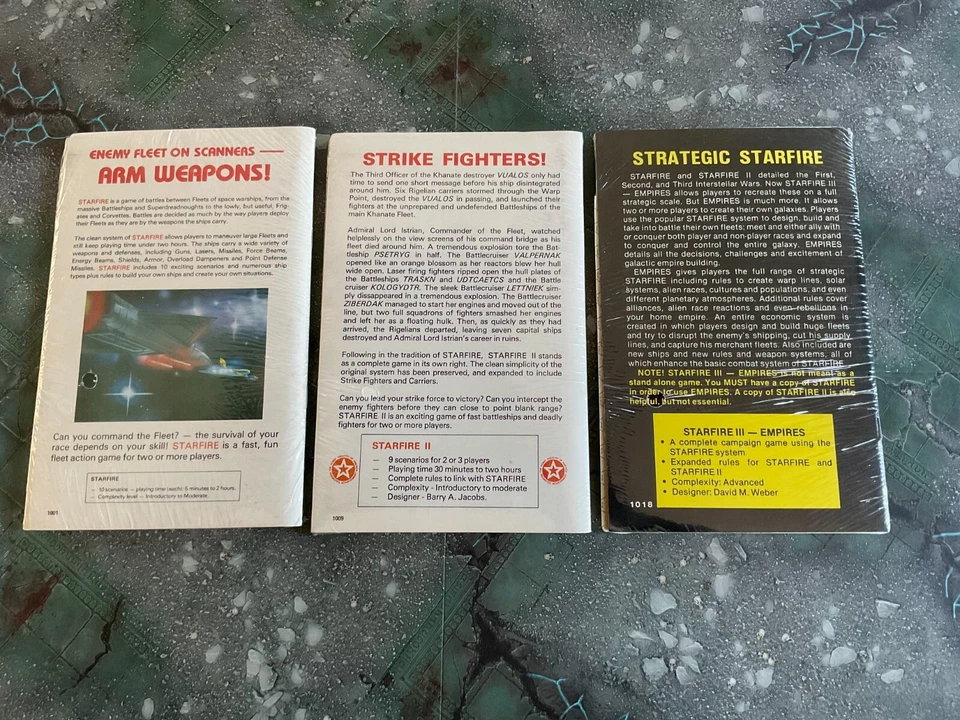 ENEMY FLEET ON SCANNERS —
ARM WEAPONS!
STARFIRE is a game of battles between Fleets of space warships, from the
massive Battleships and Superdreadnoughts to the lowly, but useful, Frig-
ates and Corvettes. Battles are decided as much by the way players deploy
their Fleets as they are by the weapons the ships carry.
The clean system of STARFIRE allows players to maneuver large Fleets and
still keep playing time under two hours. The ships carry a wide variety of
weapons and defenses, including Guns, Lasers, Missiles, Force Beams,
Energy Beams, Shields, Armor, Overload Dampeners and Point Defense
Missiles. STARFIRE includes 10 exciting scenarios and numerous ship
types plus rules to build your own ships and create your own situations.
Can you command the Fleet? — the survival of your
race depends on your skill! STARFIRE is a fast, fun
fleet action game for two or more players.
STARFIRE
— 10 scenarios — playing time (each): 5 minutes to 2 hours.
— Complexity level — Introductory to Moderate.
1001
STRIKE FIGHTERS!
The Third Officer of the Khanate destroyer VUALOS only had
time to send one short message before his ship disintegrated
around him. Six Rigelian carriers stormed through the Warp
Point, destroyed the VUALOS in passing, and launched their
fighters at the unprepared and undefended Battleships of the
main Khanate Fleet.
Admiral Lord Istrian, Commander of the Fleet, watched
helplessly on the view screens of his command bridge as his
fleet died around him. A tremendous explosion tore the Bat-
tleship PSETRYG in half. The Battlecruiser VALPERNAK
opened like an orange blossom as her reactors blew her hull
wide open. Laser firing fighters ripped open the hull plates of
the Battleships TRASKN and UDTCAETCS and the Battle
cruiser KOLOGYDTR. The sleek Battlecruiser LETTNIEK sim-
ply disappeared in a tremendous explosion. The Battlecruiser
ZIBERDAK managed to start her engines and moved out of the
line, but two full squadrons of fighters smashed her engines
and left her as a floating hulk. Then, as quickly as they had
arrived, the Rigelians departed, leaving seven capital ships
destroyed and Admiral Lord Istrian's career in ruins.
Following in the tradition of STARFIRE, STARFIRE II stands
as a complete game in its own right. The clean simplicity of the
original system has been preserved, and expanded to include
Strike Fighters and Carriers.
Can you lead your strike force to victory? Can you intercept the
enemy fighters before they can close to point blank range?
STARFIRE II is an exciting game of fast battleships and deadly
fighters for two or more players.
STARFIRE II
— 9 scenarios for 2 or 3 players
— Playing time 30 minutes to two hours
— Complete rules to link with STARFIRE
— Complexity - Introductory to moderate
— Designer - Barry A. Jacobs.
1009
STRATEGIC STARFIRE
STARFIRE and STARFIRE II detailed the First,
Second, and Third Interstellar Wars. Now STARFIRE III
— EMPIRES allows players to recreate these on a full
strategic scale. But EMPIRES is much more. It allows
two or more players to create their own galaxies. Players
use the popular STARFIRE system to design, build and
take into battle their own fleets; meet and either ally with
or conquer both player and non-player races and expand
to conquer and control the entire galaxy. EMPIRES
details all the decisions, challenges and excitement of
galactic empire building.
EMPIRES gives players the full range of strategic
STARFIRE including rules to create warp lines, solar
systems, alien races, cultures and populations, and even
different planetary atmospheres. Additional rules cover
alliances, alien race reactions and even rebellions in
your home empire. An entire economic system is
created in which players design and build huge fleets
and try to disrupt the enemy's shipping, cut his supply
lines, and capture his merchant fleets. Also included are
new ships and new rules and weapon systems, all of
which enhance the basic combat system of STARFIRE.
NOTE! STARFIRE III — EMPIRES is not meant as a
stand alone game. You MUST have a copy of STARFIRE
in order to use EMPIRES. A copy of STARFIRE II is also
helpful, but not essential.
STARFIRE III — EMPIRES
• A complete campaign game using the
STARFIRE system
• Expanded rules for STARFIRE and
STARFIRE II
• Complexity: Advanced
• Designer: David M. Weber
1018